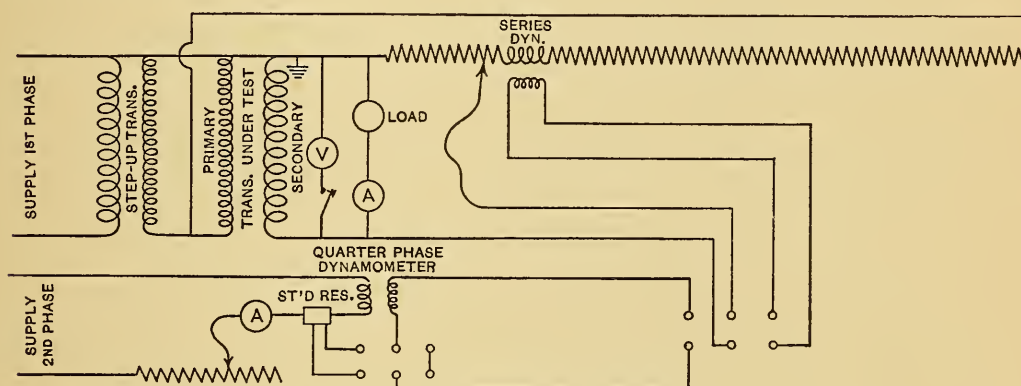 SERIES
DYN.
SUPPLY 1ST PHASE
STEP-UP TRANS.
PRIMARY
TRANS. UNDER TEST
SECONDARY
V
LOAD
A
QUARTER PHASE
DYNAMOMETER
SUPPLY
2ND PHASE
A
ST'D RES.